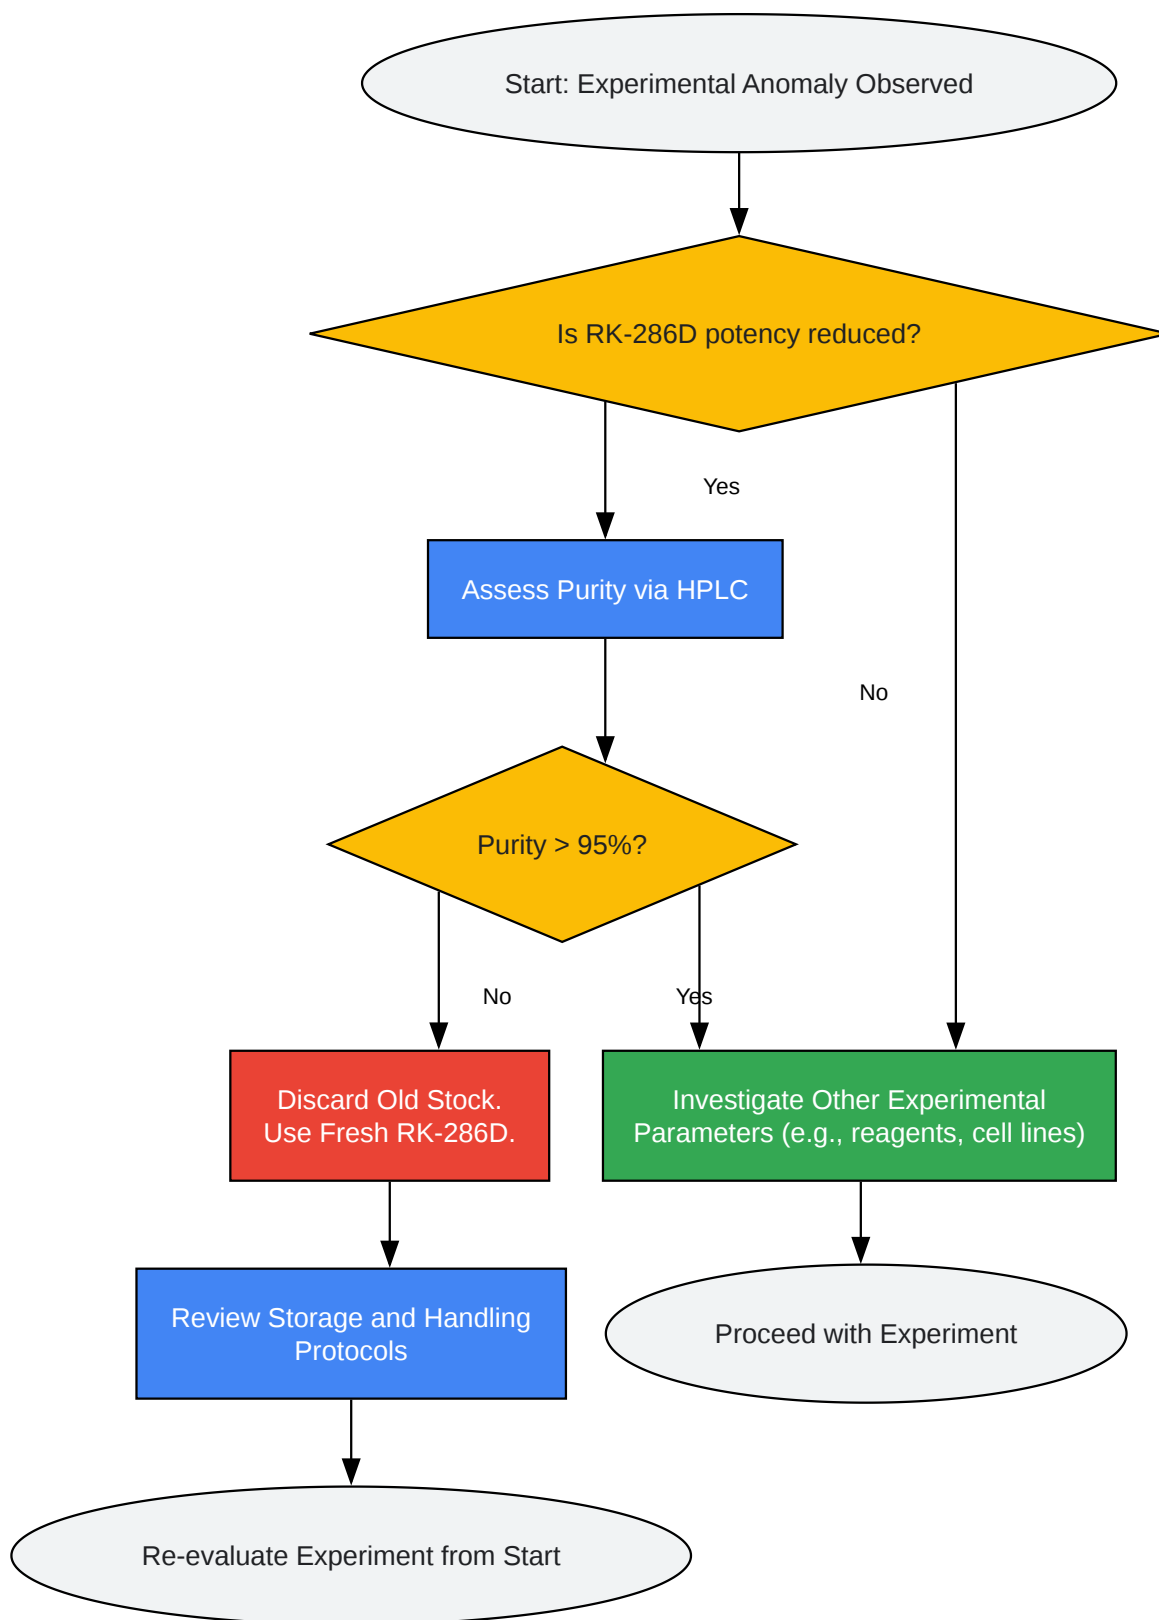 Start: Experimental Anomaly Observed
Is RK-286D potency reduced?
Yes
Assess Purity via HPLC
No
Purity > 95%?
No
Yes
Discard Old Stock.
Use Fresh RK-286D.
Investigate Other Experimental
Parameters (e.g., reagents, cell lines)
Review Storage and Handling
Protocols
Proceed with Experiment
Re-evaluate Experiment from Start